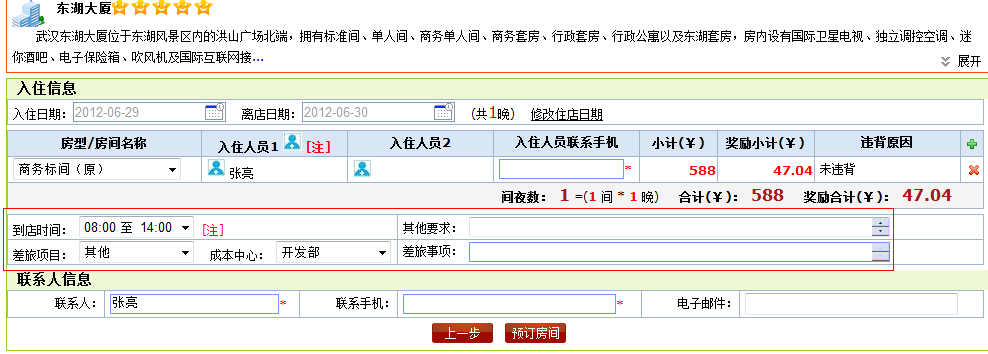 东湖大厦
武汉东湖大厦位于东湖风景区内的洪山广场北端，拥有标准间、单人间、商务单人间、商务套房、行政套房、行政公寓以及东湖套房，房内设有国际卫星电视、独立调控空调、迷
你酒吧、电子保险箱、吹风机及国际互联网接...
展开
入住信息
入住日期： 2012-06-29 离店日期： 2012-06-30 (共1晚) 修改住店日期
房型/房间名称 入住人员1 [注] 入住人员2 入住人员联系手机 小计(￥) 奖励小计(￥) 违背原因
商务标间（原） 张亮 * 588 47.04 未违背
间夜数： 1 =(1 间 * 1 晚) 合计(￥)： 588 奖励合计(￥)： 47.04
到店时间： 08:00 至 14:00 [注] 其他要求：
差旅项目： 其他 成本中心： 开发部 差旅事项：
联系人信息
联系人： 张亮 * 联系手机： * 电子邮件：
上一步 预订房间